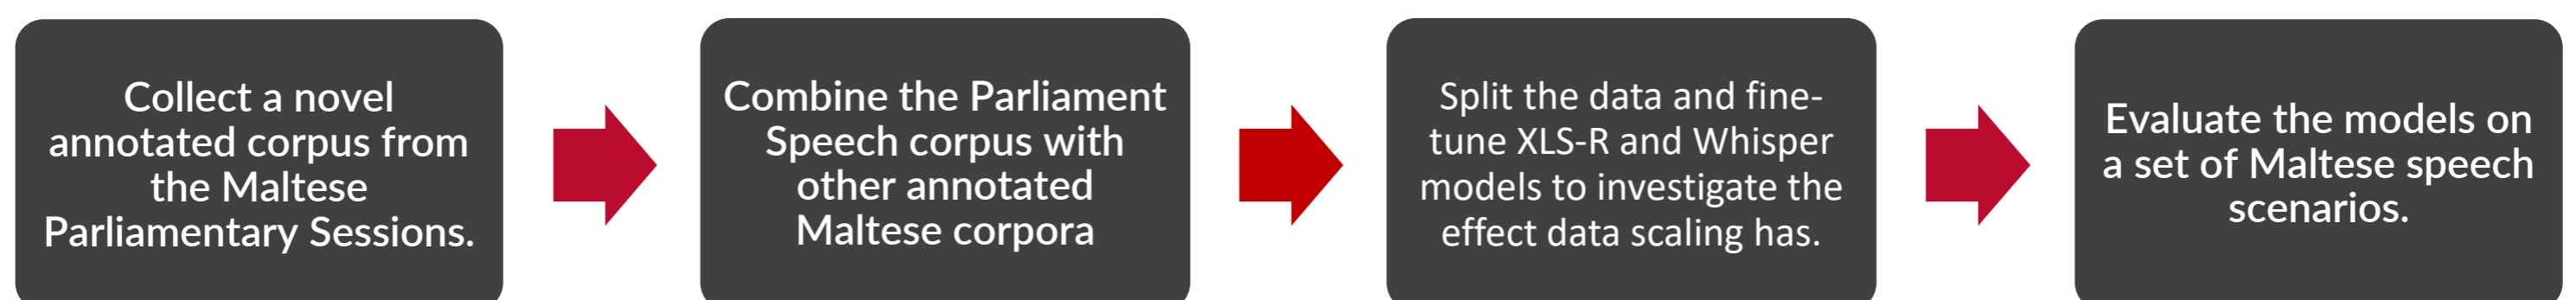 Collect a novel
annotated corpus from
the Maltese
Parliamentary Sessions.
Combine the Parliament
Speech corpus with
other annotated
Maltese corpora
Split the data and fine-
tune XLS-R and Whisper
models to investigate the
effect data scaling has.
Evaluate the models on
a set of Maltese speech
scenarios.